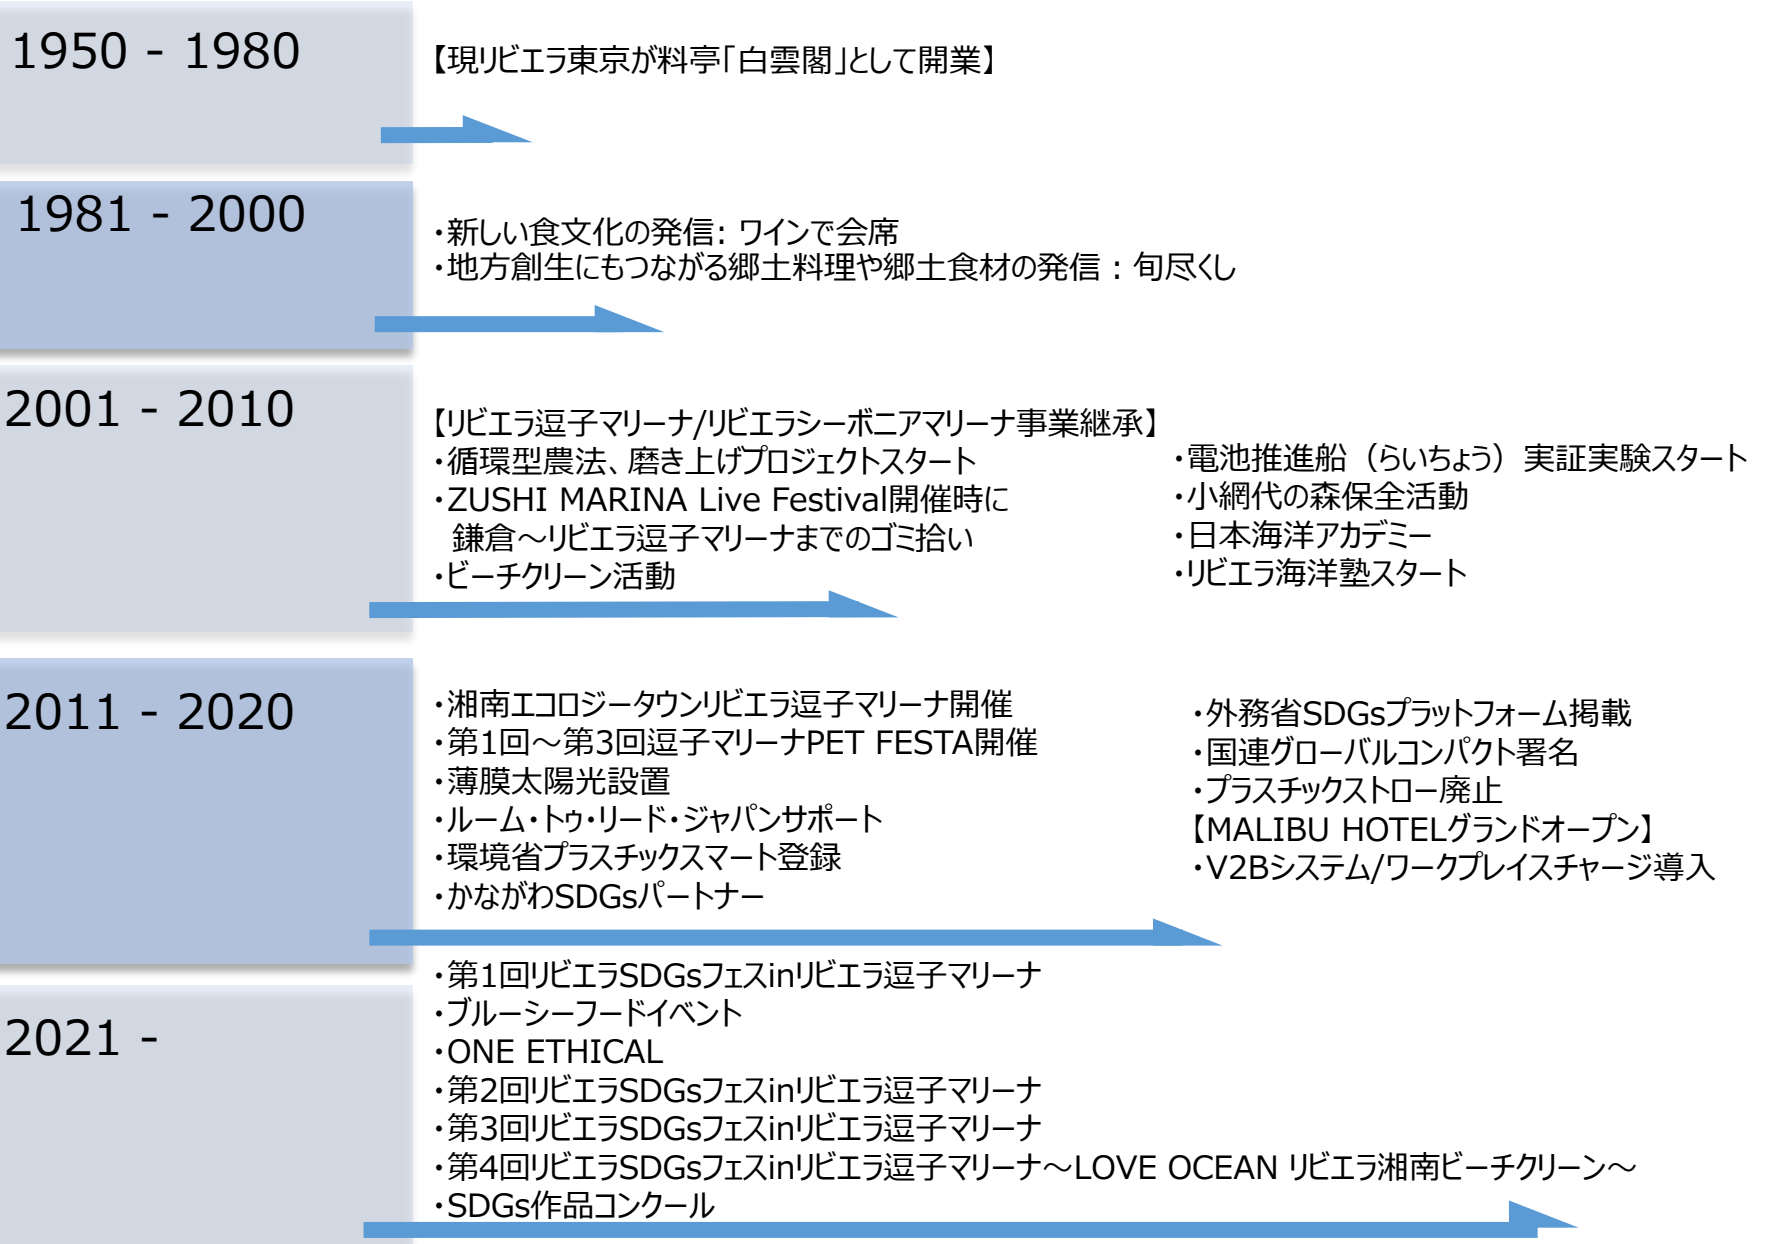 1950 - 1980
【現リビエラ東京が料亭「白雲閣」として開業】
1981 - 2000
・新しい食文化の発信: ワインで会席
・地方創生にもつながる郷土料理や郷土食材の発信：旬尽くし
2001 - 2010
【リビエラ逗子マリーナ/リビエラシーボニアマリーナ事業継承】
・循環型農法、磨き上げプロジェクトスタート
・ZUSHI MARINA Live Festival開催時に
鎌倉～リビエラ逗子マリーナまでのゴミ拾い
・ビーチクリーン活動
・電池推進船（らいちょう）実証実験スタート
・小網代の森保全活動
・日本海洋アカデミー
・リビエラ海洋塾スタート
2011 - 2020
・湘南エコロジータウンリビエラ逗子マリーナ開催
・第1回～第3回逗子マリーナPET FESTA開催
・薄膜太陽光設置
・ルーム・トゥ・リード・ジャパンサポート
・環境省プラスチックスマート登録
・かながわSDGsパートナー
・外務省SDGsプラットフォーム掲載
・国連グローバルコンパクト署名
・プラスチックストロー廃止
【MALIBU HOTELグランドオープン】
・V2Bシステム/ワークプレイスチャージ導入
2021 -
・第1回リビエラSDGsフェスinリビエラ逗子マリーナ
・ブルーシーフードイベント
・ONE ETHICAL
・第2回リビエラSDGsフェスinリビエラ逗子マリーナ
・第3回リビエラSDGsフェスinリビエラ逗子マリーナ
・第4回リビエラSDGsフェスinリビエラ逗子マリーナ～LOVE OCEAN リビエラ湘南ビーチクリーン～
・SDGs作品コンクール